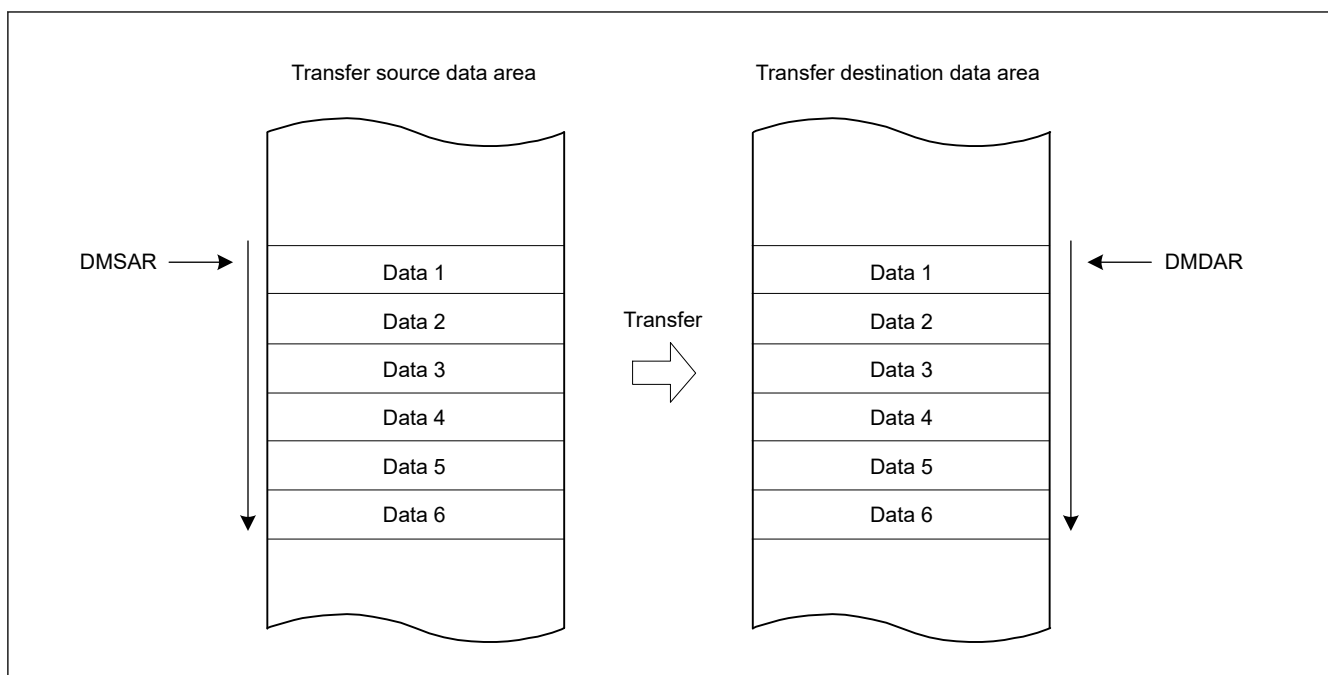 Transfer source data area
Transfer destination data area
DMSAR
Data 1
Data 2
Data 3
Data 4
Data 5
Data 6
Transfer
Data 1
Data 2
Data 3
Data 4
Data 5
Data 6
DMDAR